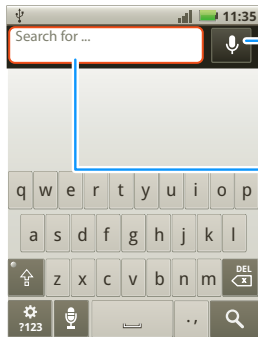 11:35
Search for ...
q w e r t y u i o p
a s d f g h j k l
z x c v b n m DEL
?123 . ,